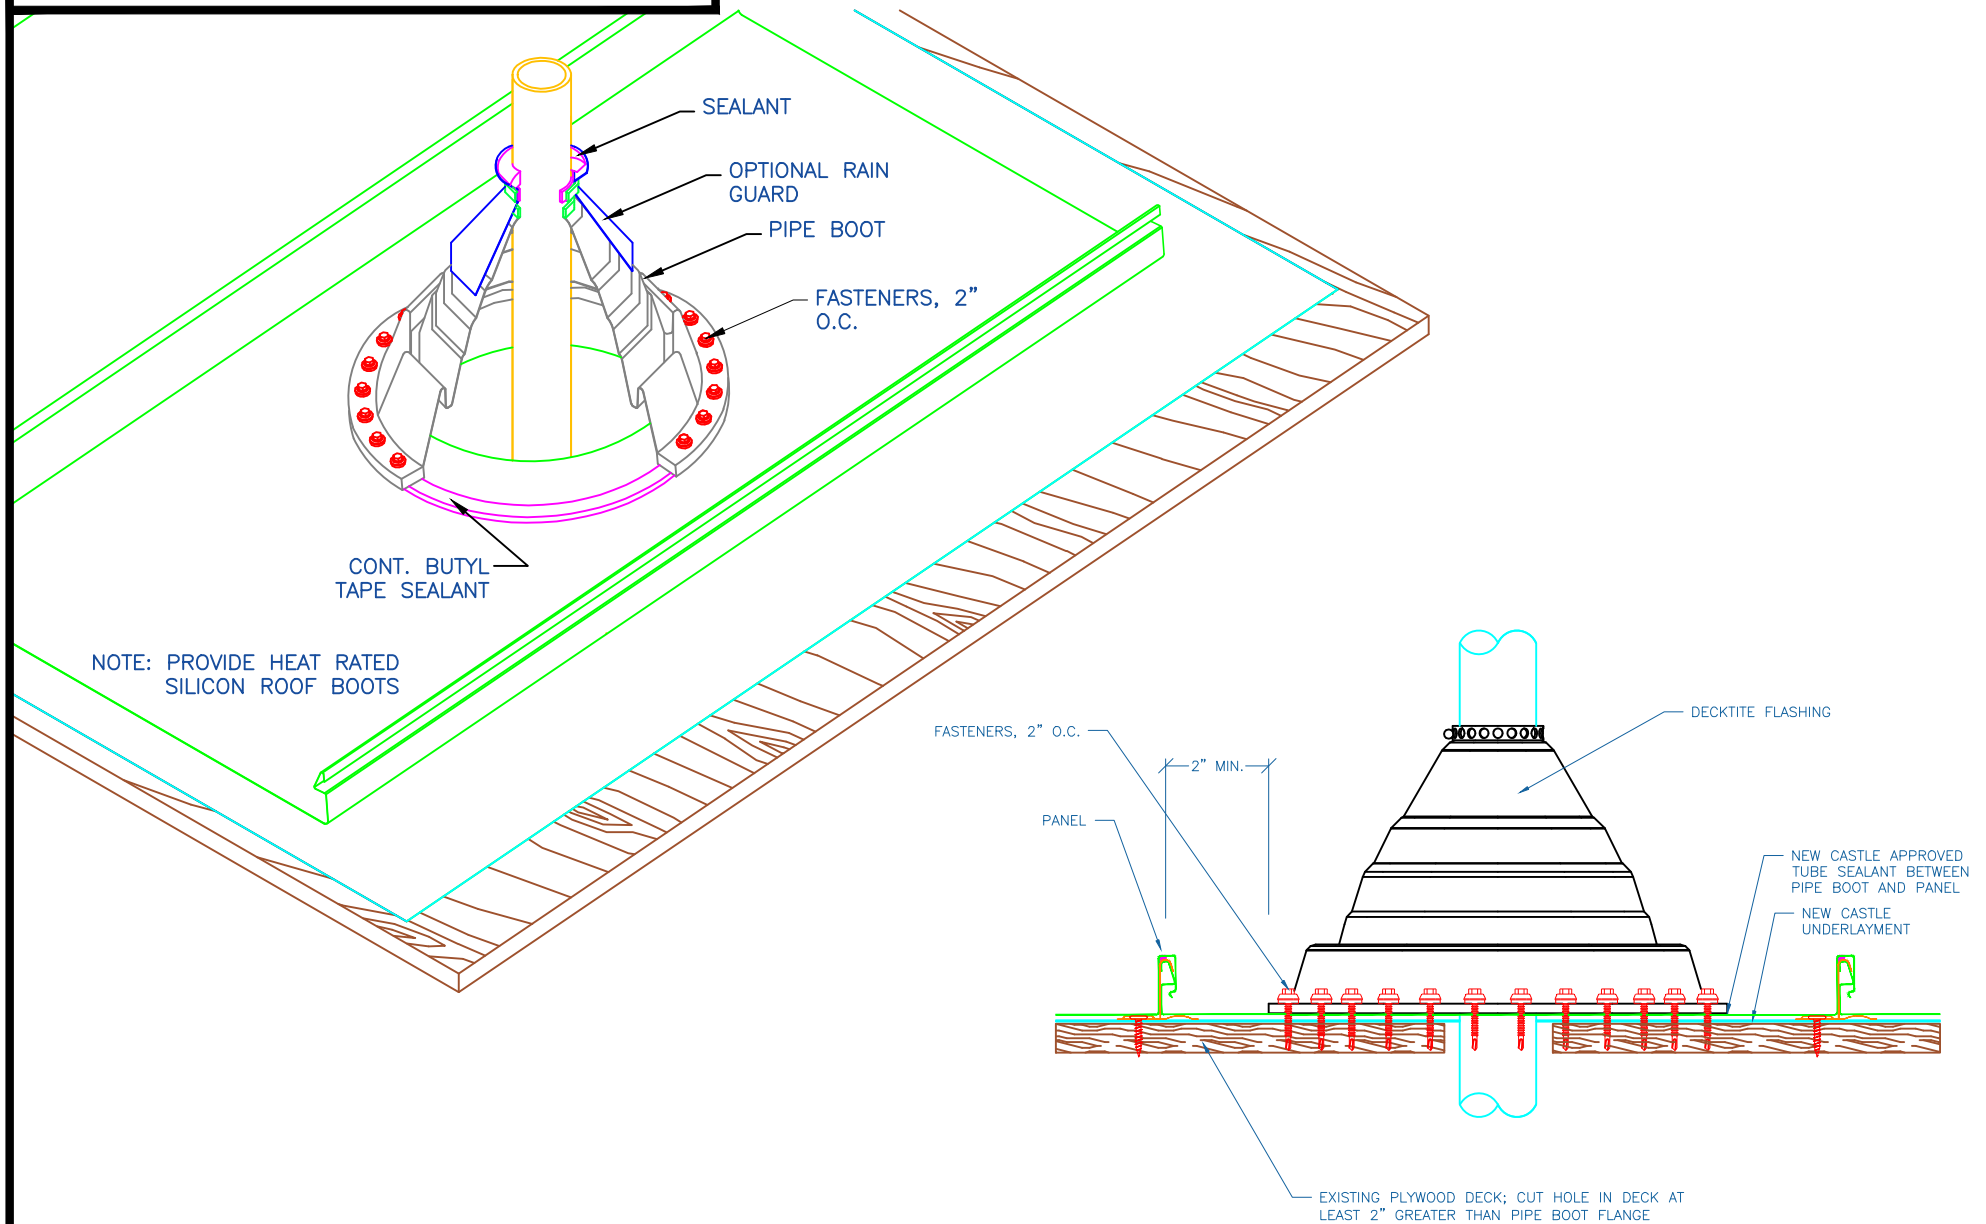 SEALANT
OPTIONAL RAIN
GUARD
PIPE BOOT
FASTENERS, 2”
O.C.
CONT. BUTYL
TAPE SEALANT
NOTE: PROVIDE HEAT RATED
SILICON ROOF BOOTS
DECKTITE FLASHING
FASTENERS, 2” O.C.
2” MIN.
PANEL
NEW CASTLE APPROVED
TUBE SEALANT BETWEEN
PIPE BOOT AND PANEL
NEW CASTLE
UNDERLAYMENT
EXISTING PLYWOOD DECK; CUT HOLE IN DECK AT
LEAST 2” GREATER THAN PIPE BOOT FLANGE